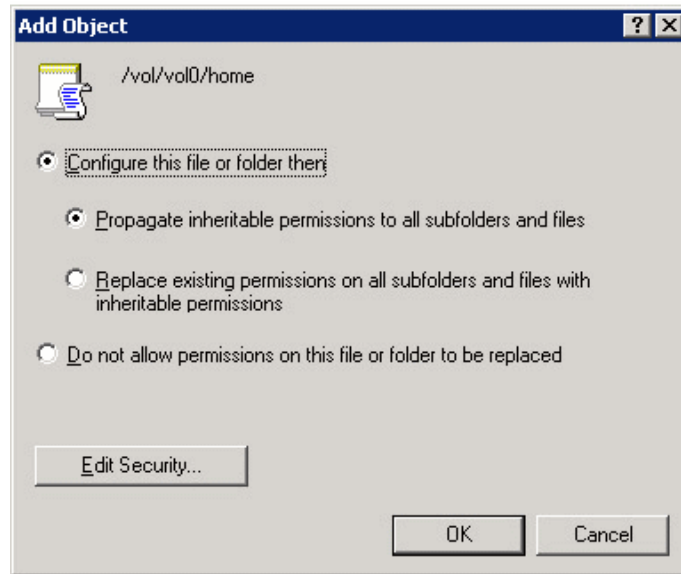 Add Object
/vol/vol0/home
Configure this file or folder then
Propagate inheritable permissions to all subfolders and files
Replace existing permissions on all subfolders and files with
inheritable permissions
Do not allow permissions on this file or folder to be replaced
Edit Security...
OK
Cancel